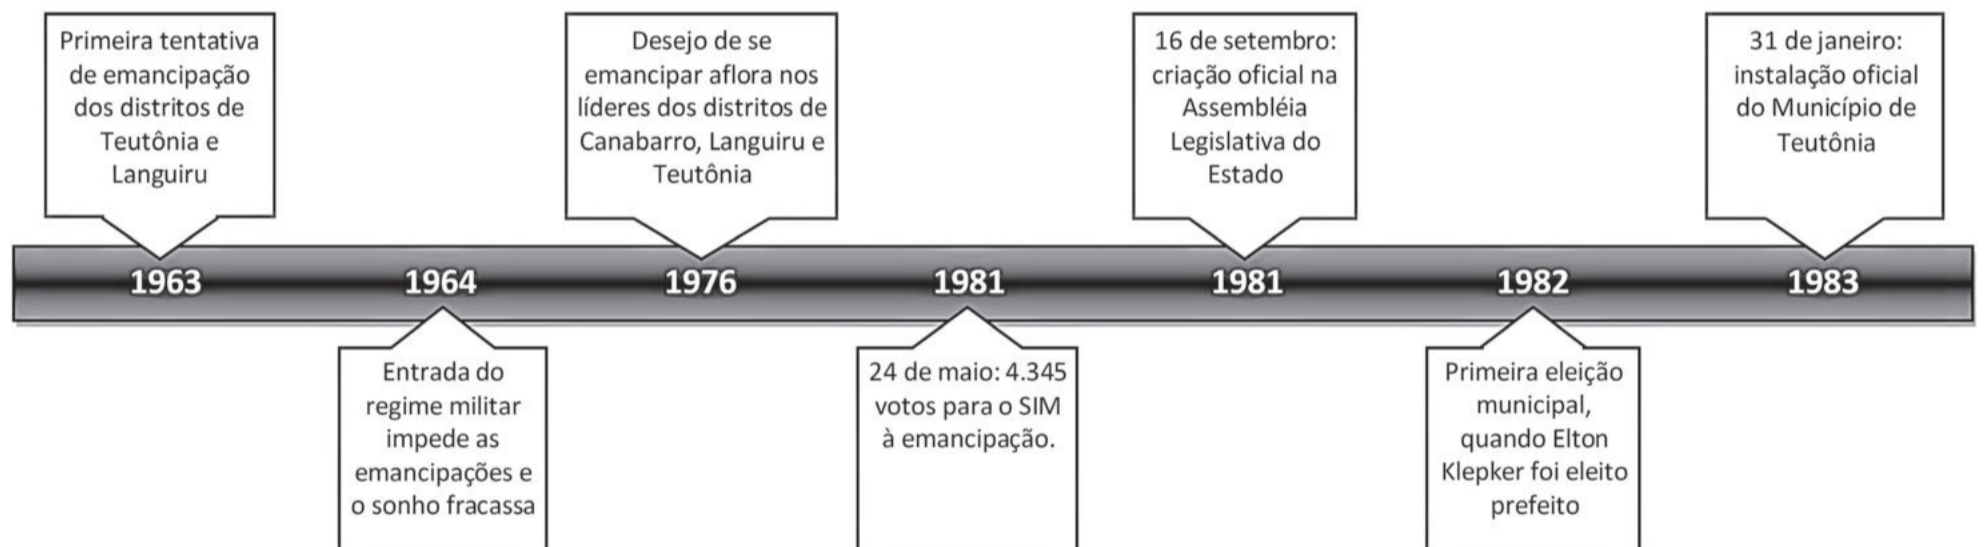 Primeira tentativa
de emancipação
dos distritos de
Teutônia e
Languiru
Desejo de se
emancipar aflora nos
líderes dos distritos de
Canabarro, Languiru e
Teutônia
16 de setembro:
criação oficial na
Assembléia
Legislativa do
Estado
31 de janeiro:
instalação oficial
do Município de
Teutônia
1963
1964
1976
1981
1981
1982
1983
Entrada do
regime militar
impede as
emancipações e
o sonho fracassa
24 de maio: 4.345
votos para o SIM
à emancipação.
Primeira eleição
municipal,
quando Elton
Klepker foi eleito
prefeito